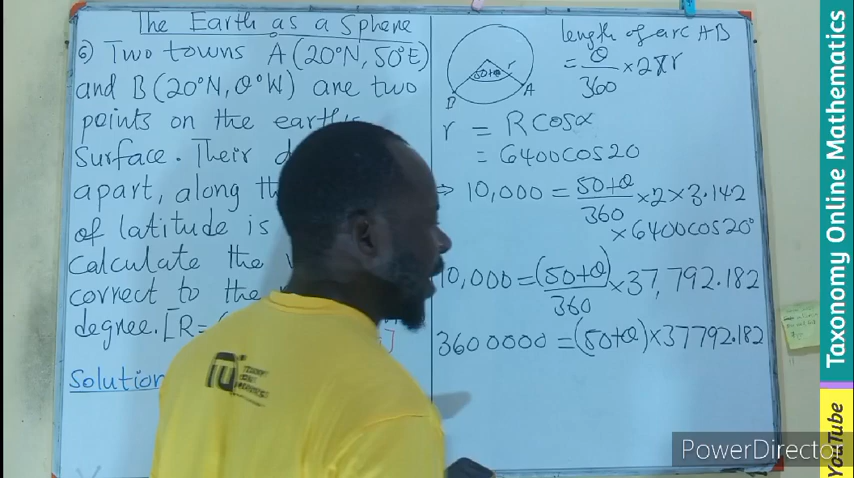 The Earth as a Sphere
6) Two towns A(20°N, 50°E)
and B(20°N, θ°W) are two
points on the earth's
Surface. Their
apart, along
of latitude is
Calculate the
correct to the
degree. [R=
Solution
50+θ
r
B
A
length of arc AB
= θ/360 × 2πr
r = R cos α
= 6400 COS 20
⇒ 10,000 = 50+θ/360 × 2 × 3.142
× 6400 COS 20°
10,000 = (50+θ)/360 × 37,792.182
3600000 = (50+θ) × 37792.182
Taxonomy Online Mathematics
YouTube
PowerDirector